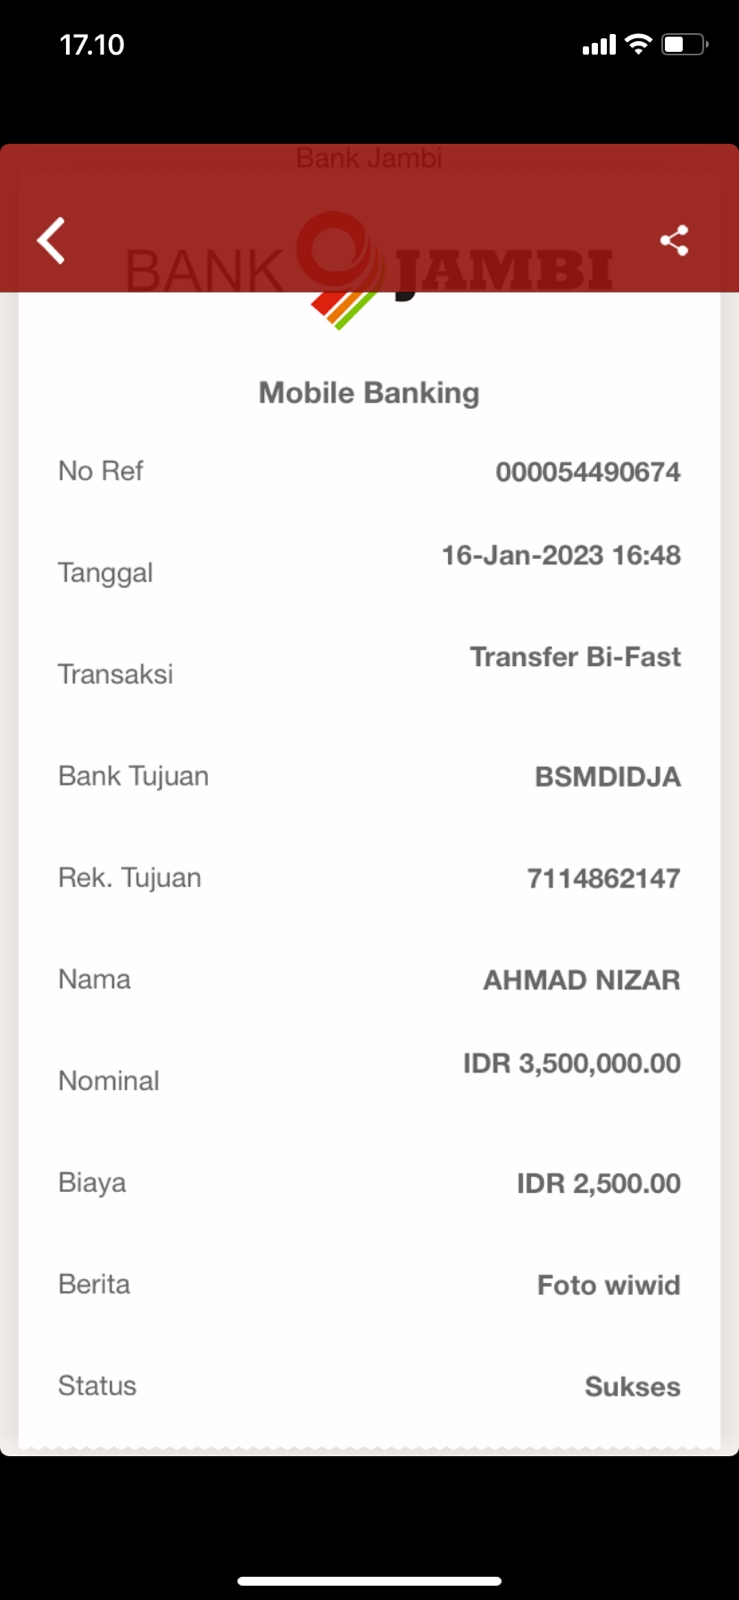 17.10
Bank Jambi
BANK JAMBI
Mobile Banking
No Ref 000054490674
Tanggal 16-Jan-2023 16:48
Transaksi Transfer Bi-Fast
Bank Tujuan BSMDIDJA
Rek. Tujuan 7114862147
Nama AHMAD NIZAR
Nominal IDR 3,500,000.00
Biaya IDR 2,500.00
Berita Foto wiwid
Status Sukses